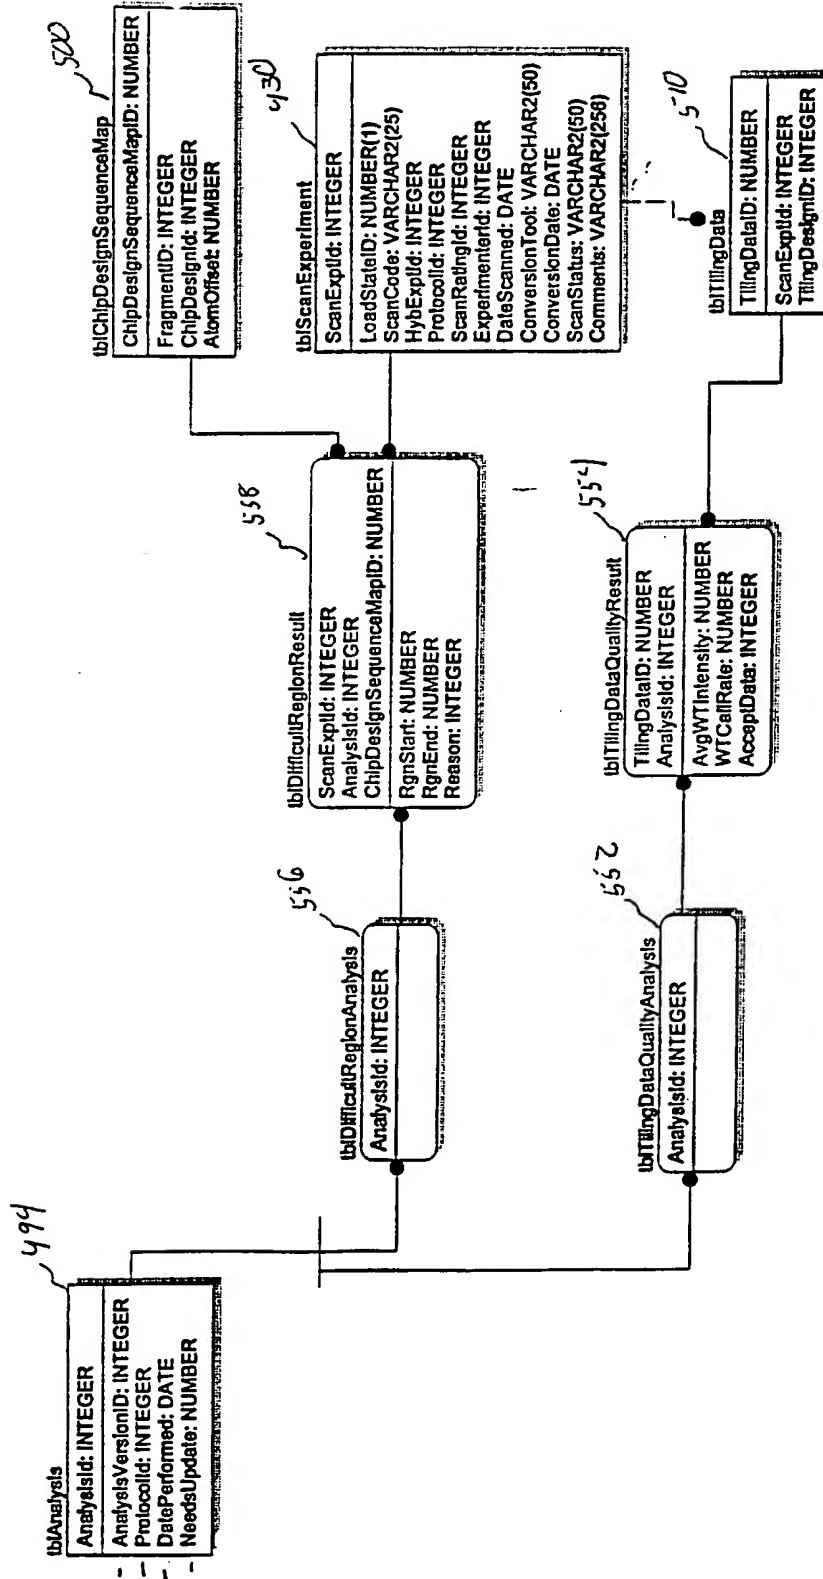 tblAnalysis
494
AnalysisId: INTEGER
AnalysisVersionID: INTEGER
ProtocolId: INTEGER
DatePerformed: DATE
NeedsUpdate: NUMBER
tblDifficultRegionAnalysis
556
AnalysisId: INTEGER
tblTilingDataQualityAnalysis
552
AnalysisId: INTEGER
tblDifficultRegionResult
558
ScanExptId: INTEGER
AnalysisId: INTEGER
ChipDesignSequenceMapID: NUMBER
RgnStart: NUMBER
RgnEnd: NUMBER
Reason: INTEGER
tblTilingDataQualityResult
554
TilingDataID: NUMBER
AnalysisId: INTEGER
AvgWTIntensity: NUMBER
WTCallRate: NUMBER
AcceptData: INTEGER
tblChipDesignSequenceMap
500
ChipDesignSequenceMapID: NUMBER
FragmentID: INTEGER
ChipDesignId: INTEGER
AtomOffset: NUMBER
tblScanExperiment
430
ScanExptId: INTEGER
LoadStateID: NUMBER(1)
ScanCode: VARCHAR2(25)
HybExptId: INTEGER
ProtocolId: INTEGER
ScanRatingId: INTEGER
ExperimenterId: INTEGER
DateScanned: DATE
ConversionTool: VARCHAR2(50)
ConversionDate: DATE
ScanStatus: VARCHAR2(50)
Comments: VARCHAR2(256)
tblTilingData
510
TilingDataID: NUMBER
ScanExptId: INTEGER
TilingDesignID: INTEGER